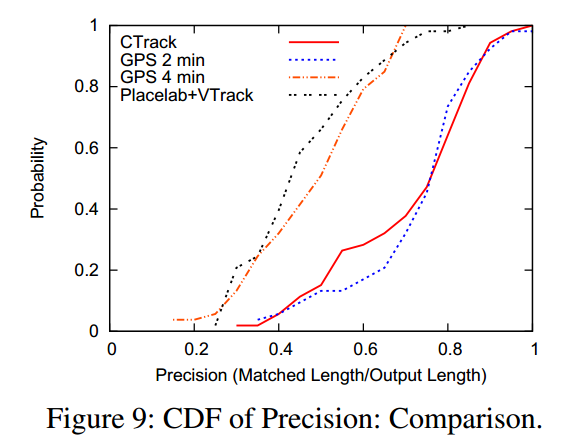 1
CTrack
GPS 2 min
GPS 4 min
Placelab+VTrack
0.8
0.6
0.4
0.2
0
Probability
0 0.2 0.4 0.6 0.8 1
Precision (Matched Length/Output Length)
Figure 9: CDF of Precision: Comparison.